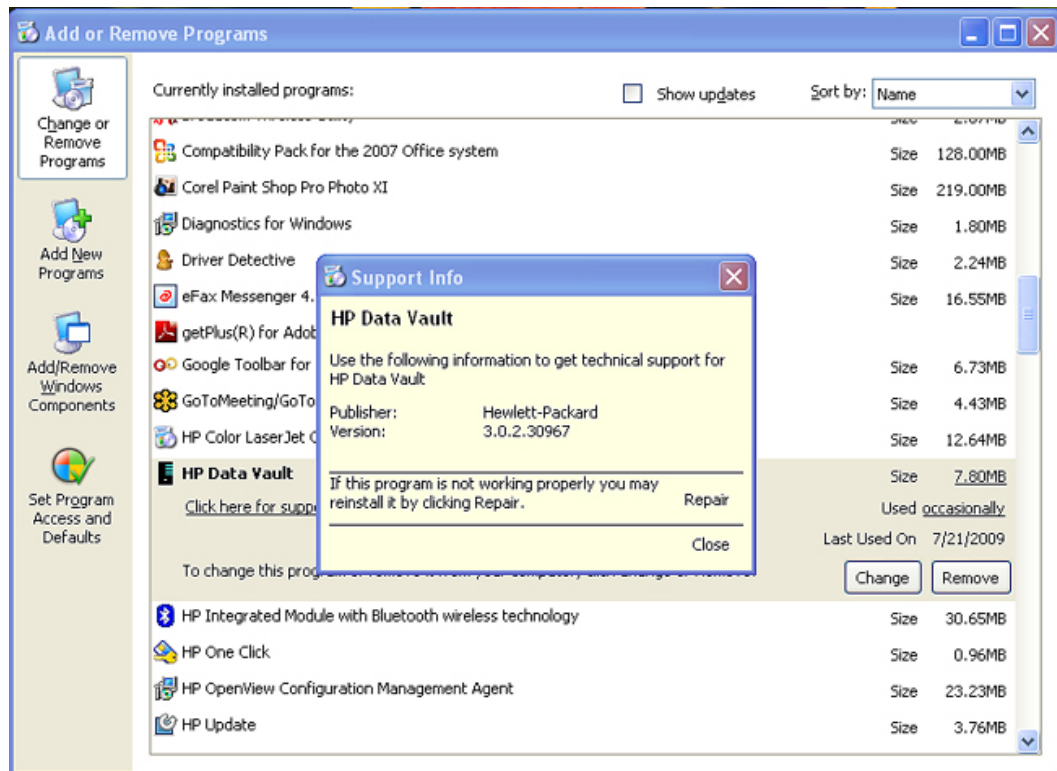 Add or Remove Programs
Change or
Remove
Programs
Add New
Programs
Add/Remove
Windows
Components
Set Program
Access and
Defaults
Currently installed programs: Show updates Sort by: Name
Size
Compatibility Pack for the 2007 Office system Size 128.00MB
Corel Paint Shop Pro Photo XI Size 219.00MB
Diagnostics for Windows Size 1.80MB
Driver Detective Size 2.24MB
eFax Messenger 4. Size 16.55MB
getPlus(R) for Adob
Google Toolbar for Size 6.73MB
GoToMeeting/GoTo Size 4.43MB
HP Color LaserJet Size 12.64MB
HP Data Vault Size 7.80MB
Click here for supp Used occasionally
Last Used On 7/21/2009
To change this prog
Change Remove
HP Integrated Module with Bluetooth wireless technology Size 30.65MB
HP One Click Size 0.96MB
HP OpenView Configuration Management Agent Size 23.23MB
HP Update Size 3.76MB
Support Info
HP Data Vault
Use the following information to get technical support for
HP Data Vault
Publisher: Hewlett-Packard
Version: 3.0.2.30967
If this program is not working properly you may
reinstall it by clicking Repair. Repair
Close